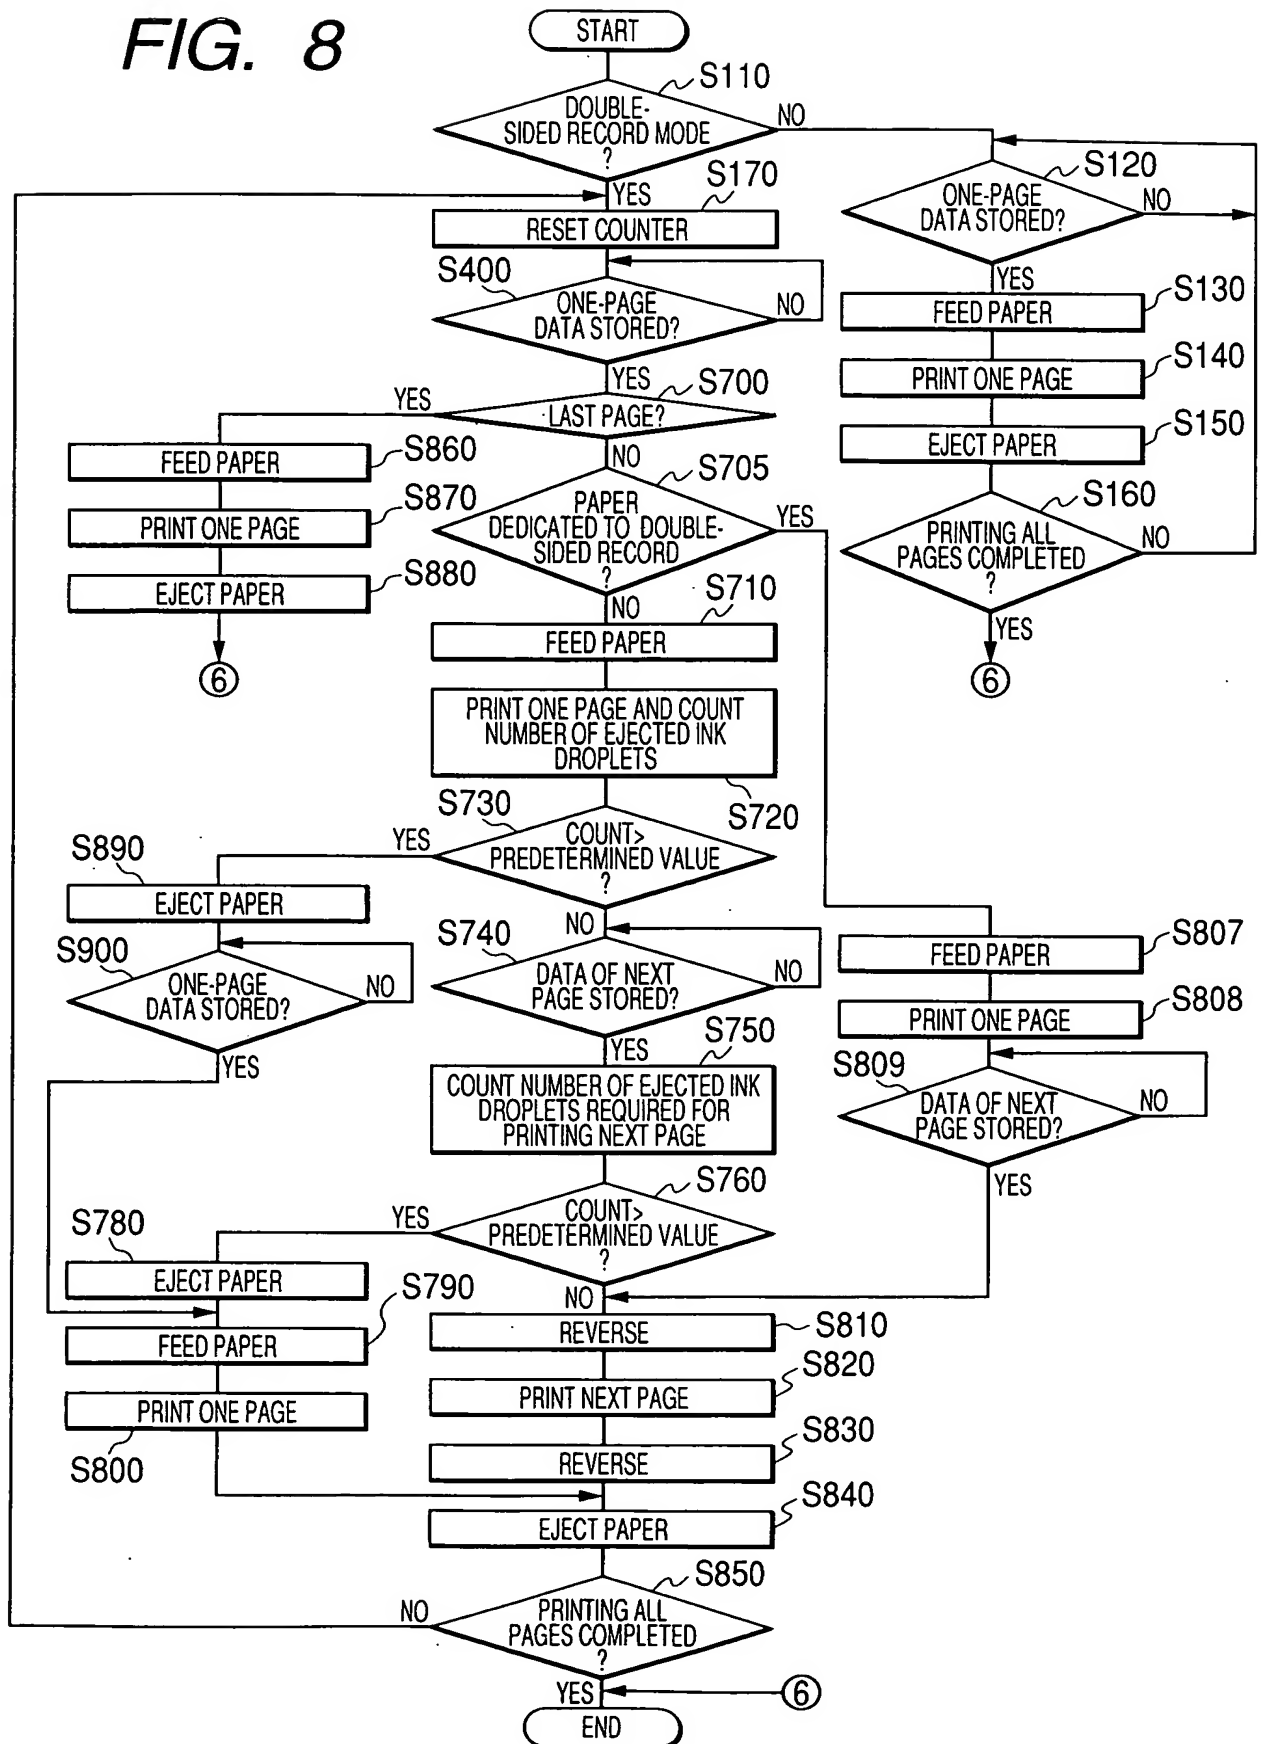 FIG. 8
START
S110
DOUBLE-
SIDED RECORD MODE
?
NO
YES
S170
RESET COUNTER
S120
ONE-PAGE
DATA STORED?
NO
YES
S400
ONE-PAGE
DATA STORED?
NO
YES
S130
FEED PAPER
S140
PRINT ONE PAGE
S150
EJECT PAPER
S160
PRINTING ALL
PAGES COMPLETED
?
NO
YES
6
S700
LAST PAGE?
YES
NO
S860
FEED PAPER
S870
PRINT ONE PAGE
S880
EJECT PAPER
6
S705
PAPER
DEDICATED TO DOUBLE-
SIDED RECORD
?
YES
NO
S710
FEED PAPER
PRINT ONE PAGE AND COUNT
NUMBER OF EJECTED INK
DROPLETS
S720
S730
COUNT>
PREDETERMINED VALUE
?
YES
NO
S890
EJECT PAPER
S900
ONE-PAGE
DATA STORED?
NO
YES
S740
DATA OF NEXT
PAGE STORED?
NO
YES
S807
FEED PAPER
S808
PRINT ONE PAGE
S809
DATA OF NEXT
PAGE STORED?
NO
YES
S750
COUNT NUMBER OF EJECTED INK
DROPLETS REQUIRED FOR
PRINTING NEXT PAGE
S760
COUNT>
PREDETERMINED VALUE
?
YES
NO
S780
EJECT PAPER
S790
FEED PAPER
PRINT ONE PAGE
S800
S810
REVERSE
S820
PRINT NEXT PAGE
S830
REVERSE
S840
EJECT PAPER
S850
PRINTING ALL
PAGES COMPLETED
?
NO
YES
6
END